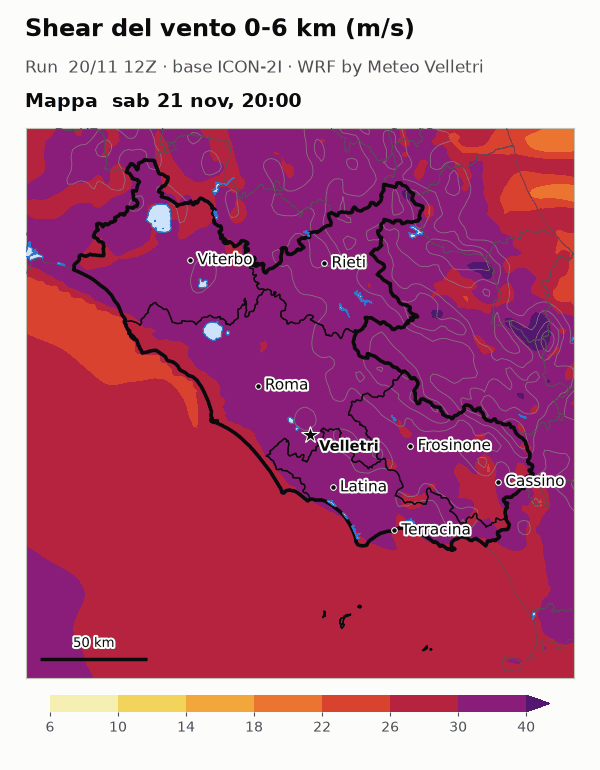 Shear del vento 0-6 km (m/s)
Run 20/11 12Z · base ICON-2I · WRF by Meteo Velletri
Mappa sab 21 nov, 20:00
Viterbo
Rieti
Roma
Velletri
Frosinone
Cassino
Latina
Terracina
50 km
6 10 14 18 22 26 30 40